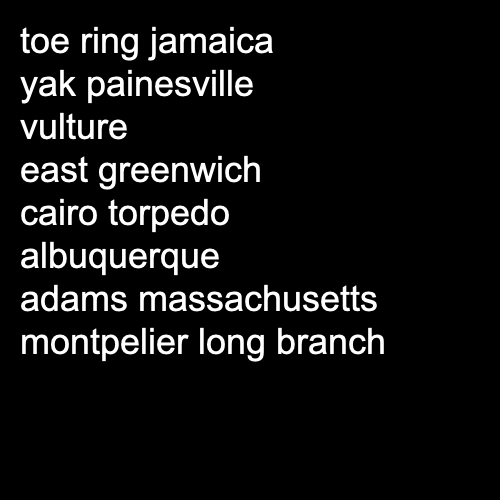 toe ring jamaica
yak painesville
vulture
east greenwich
cairo torpedo
albuquerque
adams massachusetts
montpelier long branch